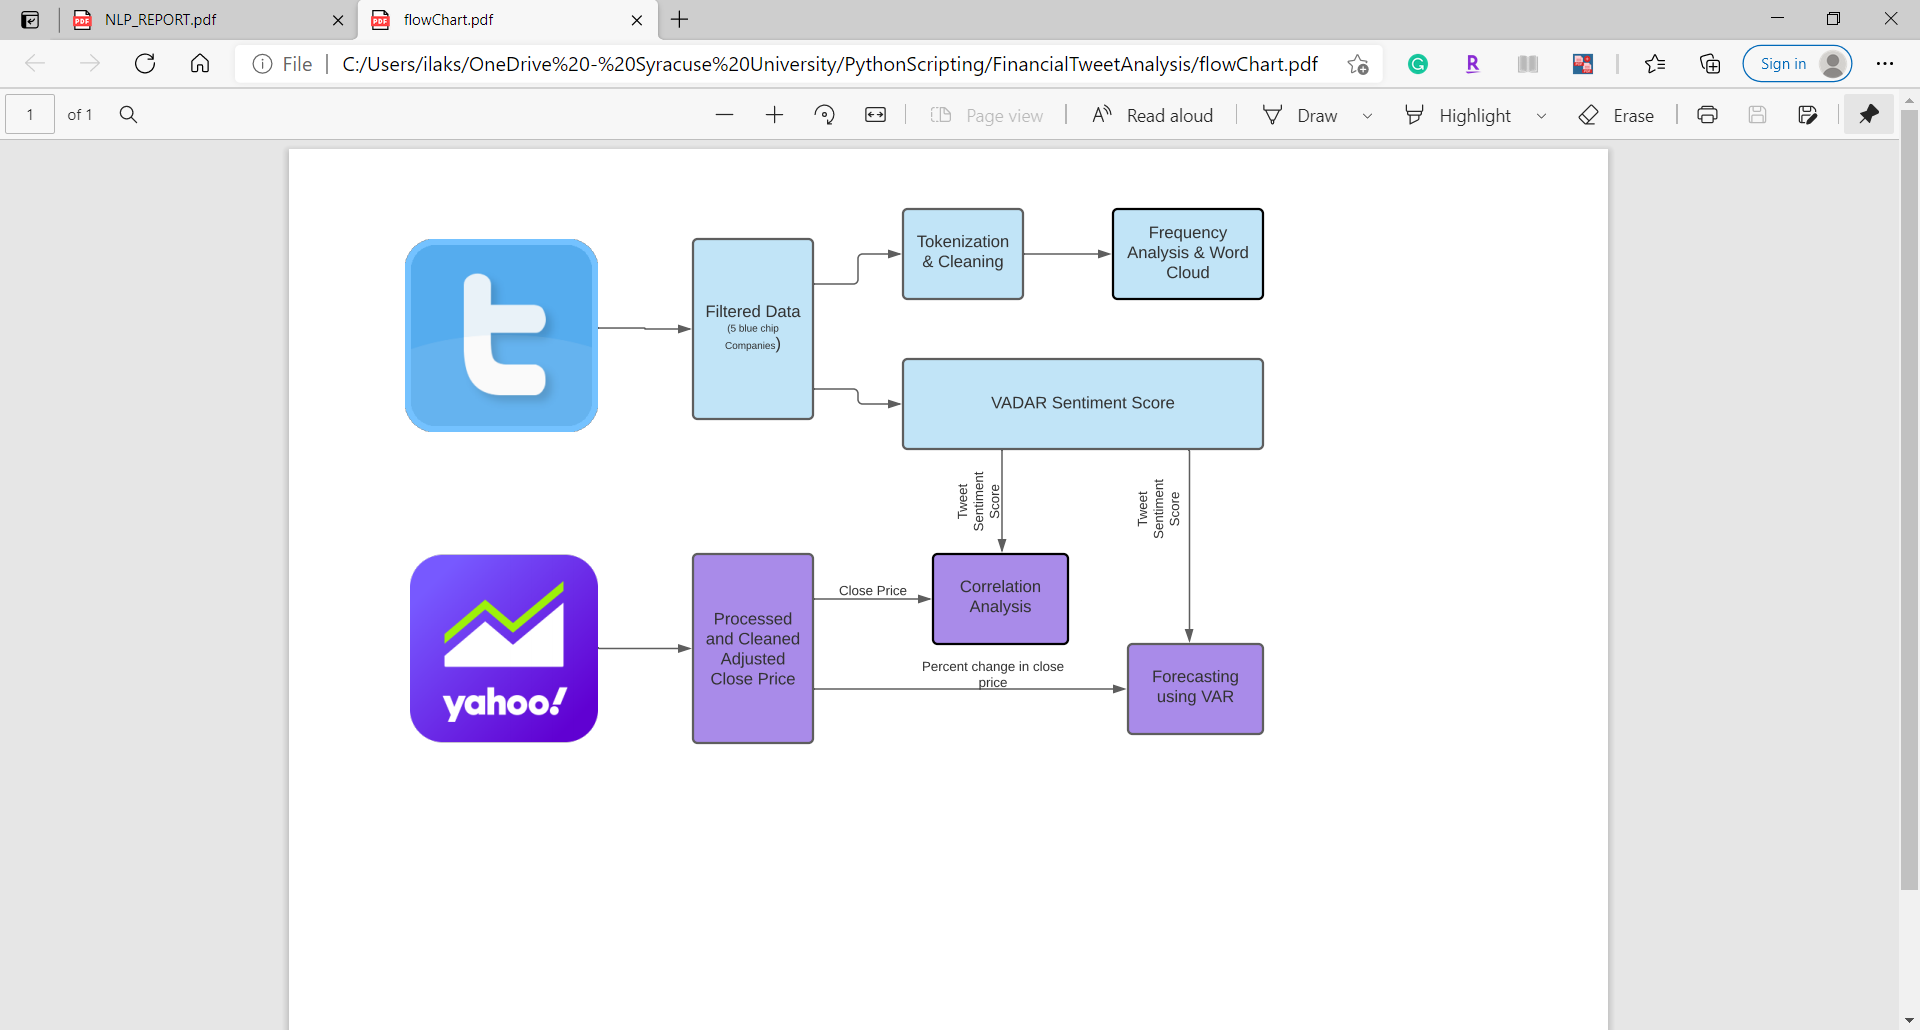 NLP_REPORT.pdf
flowChart.pdf
File
C:/Users/ilaks/OneDrive%20-%20Syracuse%20University/PythonScripting/FinancialTweetAnalysis/flowChart.pdf
Sign in
1
of 1
Page view
Read aloud
Draw
Highlight
Erase
Filtered Data
(5 blue chip
Companies)
Tokenization
& Cleaning
Frequency
Analysis & Word
Cloud
VADAR Sentiment Score
Tweet
Sentiment
Score
Tweet
Sentiment
Score
yahoo!
Processed
and Cleaned
Adjusted
Close Price
Close Price
Correlation
Analysis
Percent change in close
price
Forecasting
using VAR